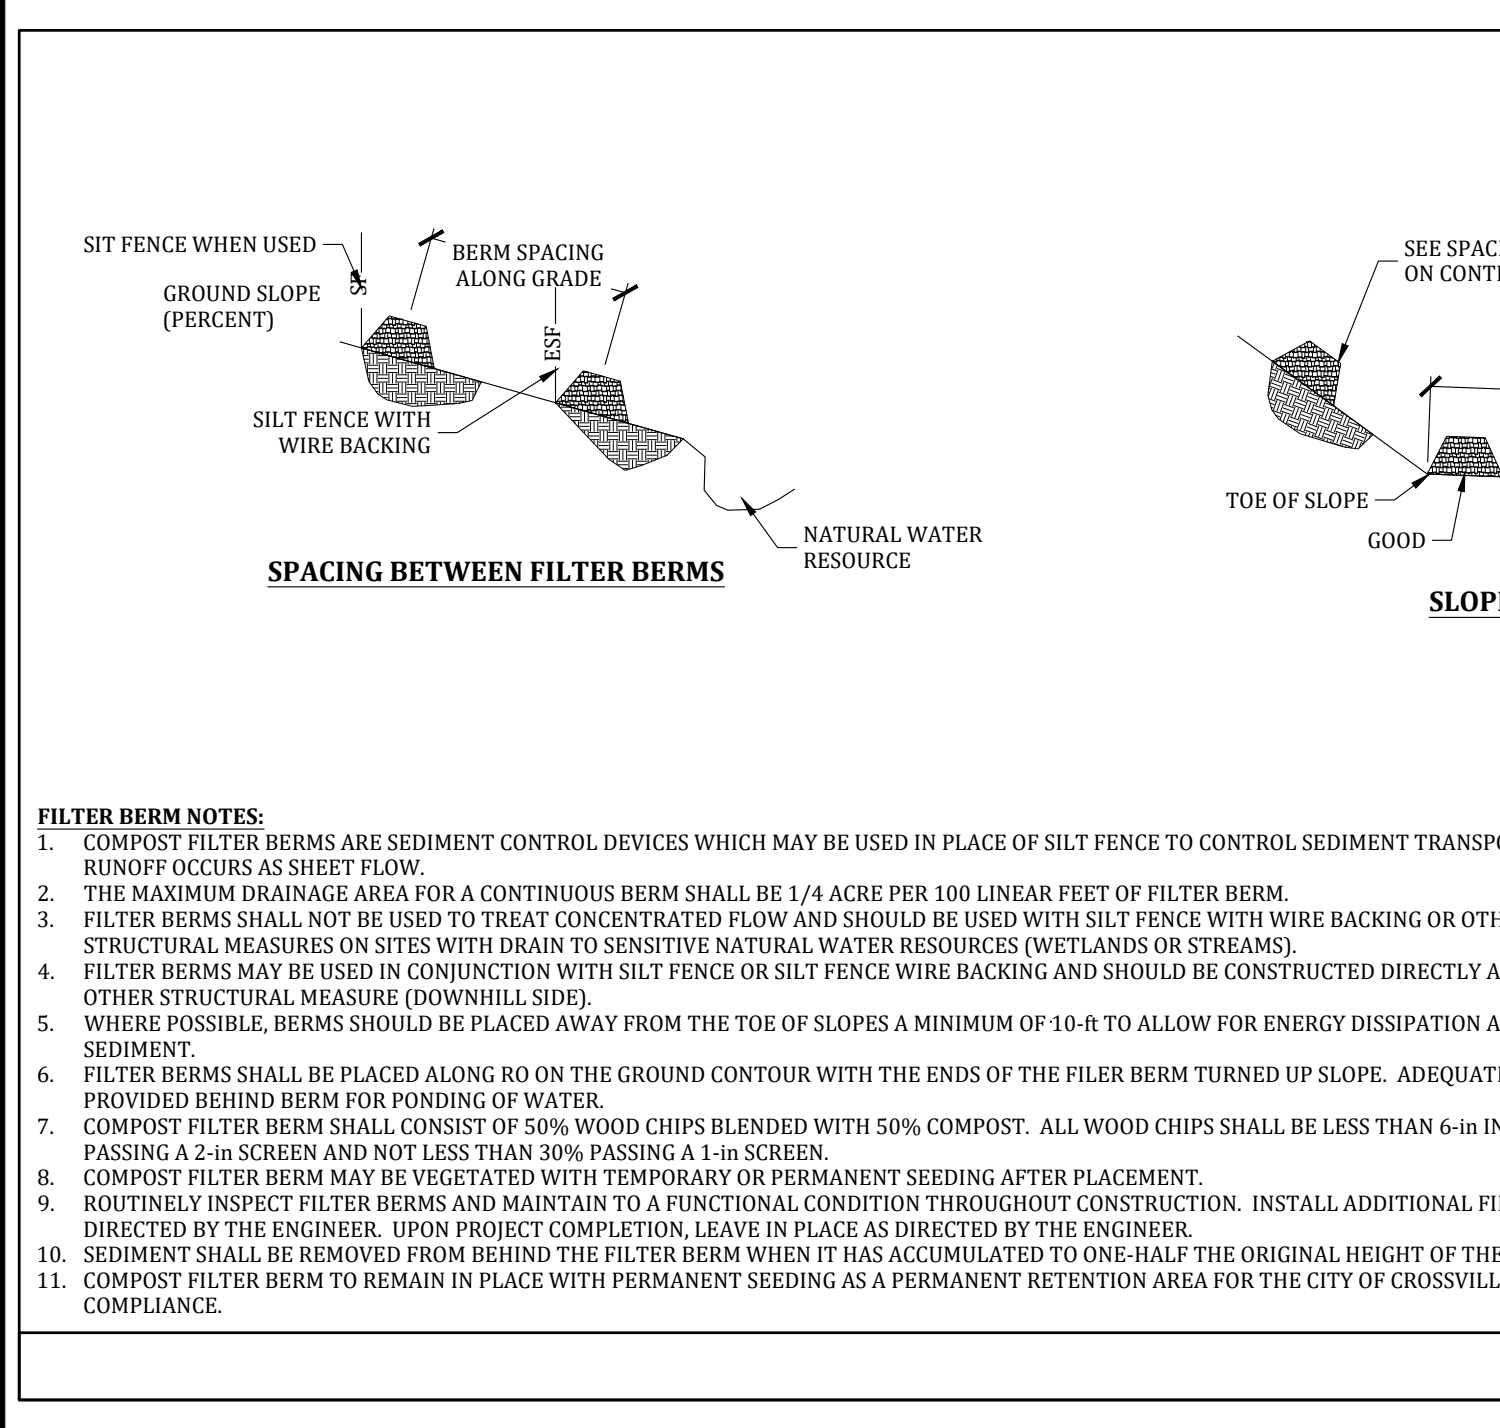 SIT FENCE WHEN USED
GROUND SLOPE
(PERCENT)
SF
BERM SPACING
ALONG GRADE
ESF
SILT FENCE WITH
WIRE BACKING
NATURAL WATER
RESOURCE
SPACING BETWEEN FILTER BERMS
SEE SPAC
ON CONT
TOE OF SLOPE
GOOD
SLOP
FILTER BERM NOTES:
1. COMPOST FILTER BERMS ARE SEDIMENT CONTROL DEVICES WHICH MAY BE USED IN PLACE OF SILT FENCE TO CONTROL SEDIMENT TRANSPO
RUNOFF OCCURS AS SHEET FLOW.
2. THE MAXIMUM DRAINAGE AREA FOR A CONTINUOUS BERM SHALL BE 1/4 ACRE PER 100 LINEAR FEET OF FILTER BERM.
3. FILTER BERMS SHALL NOT BE USED TO TREAT CONCENTRATED FLOW AND SHOULD BE USED WITH SILT FENCE WITH WIRE BACKING OR OTH
STRUCTURAL MEASURES ON SITES WITH DRAIN TO SENSITIVE NATURAL WATER RESOURCES (WETLANDS OR STREAMS).
4. FILTER BERMS MAY BE USED IN CONJUNCTION WITH SILT FENCE OR SILT FENCE WIRE BACKING AND SHOULD BE CONSTRUCTED DIRECTLY A
OTHER STRUCTURAL MEASURE (DOWNHILL SIDE).
5. WHERE POSSIBLE, BERMS SHOULD BE PLACED AWAY FROM THE TOE OF SLOPES A MINIMUM OF 10-ft TO ALLOW FOR ENERGY DISSIPATION A
SEDIMENT.
6. FILTER BERMS SHALL BE PLACED ALONG RO ON THE GROUND CONTOUR WITH THE ENDS OF THE FILER BERM TURNED UP SLOPE. ADEQUAT
PROVIDED BEHIND BERM FOR PONDING OF WATER.
7. COMPOST FILTER BERM SHALL CONSIST OF 50% WOOD CHIPS BLENDED WITH 50% COMPOST. ALL WOOD CHIPS SHALL BE LESS THAN 6-in IN
PASSING A 2-in SCREEN AND NOT LESS THAN 30% PASSING A 1-in SCREEN.
8. COMPOST FILTER BERM MAY BE VEGETATED WITH TEMPORARY OR PERMANENT SEEDING AFTER PLACEMENT.
9. ROUTINELY INSPECT FILTER BERMS AND MAINTAIN TO A FUNCTIONAL CONDITION THROUGHOUT CONSTRUCTION. INSTALL ADDITIONAL FI
DIRECTED BY THE ENGINEER. UPON PROJECT COMPLETION, LEAVE IN PLACE AS DIRECTED BY THE ENGINEER.
10. SEDIMENT SHALL BE REMOVED FROM BEHIND THE FILTER BERM WHEN IT HAS ACCUMULATED TO ONE-HALF THE ORIGINAL HEIGHT OF THE
11. COMPOST FILTER BERM TO REMAIN IN PLACE WITH PERMANENT SEEDING AS A PERMANENT RETENTION AREA FOR THE CITY OF CROSSVILL
COMPLIANCE.